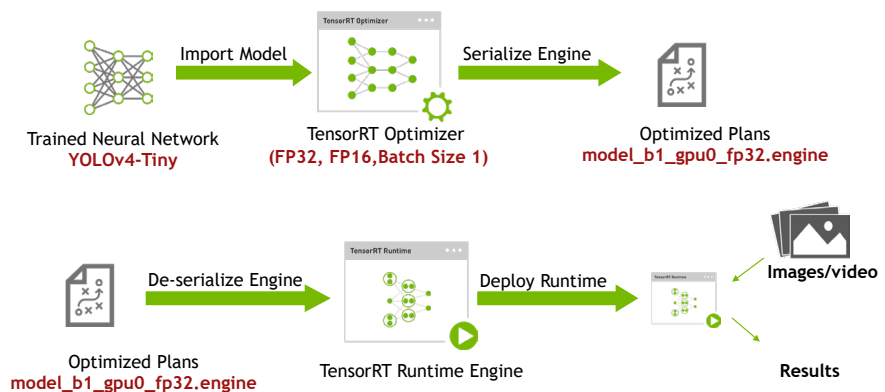 TensorRT Optimizer
Import Model
Serialize Engine
Trained Neural Network
YOLOv4-Tiny
TensorRT Optimizer
(FP32, FP16,Batch Size 1)
Optimized Plans
model_b1_gpu0_fp32.engine
De-serialize Engine
TensorRT Runtime
Deploy Runtime
TensorRT Runtime
Images/video
Optimized Plans
model_b1_gpu0_fp32.engine
TensorRT Runtime Engine
Results